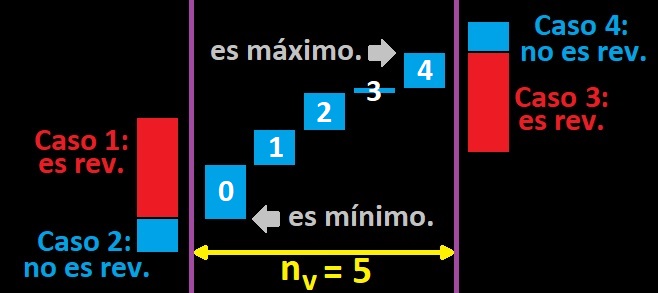 Caso 1:
es rev.
Caso 2:
no es rev.
es máximo.
0
1
2
3
4
es mínimo.
nᵥ = 5
Caso 4:
no es rev.
Caso 3:
es rev.